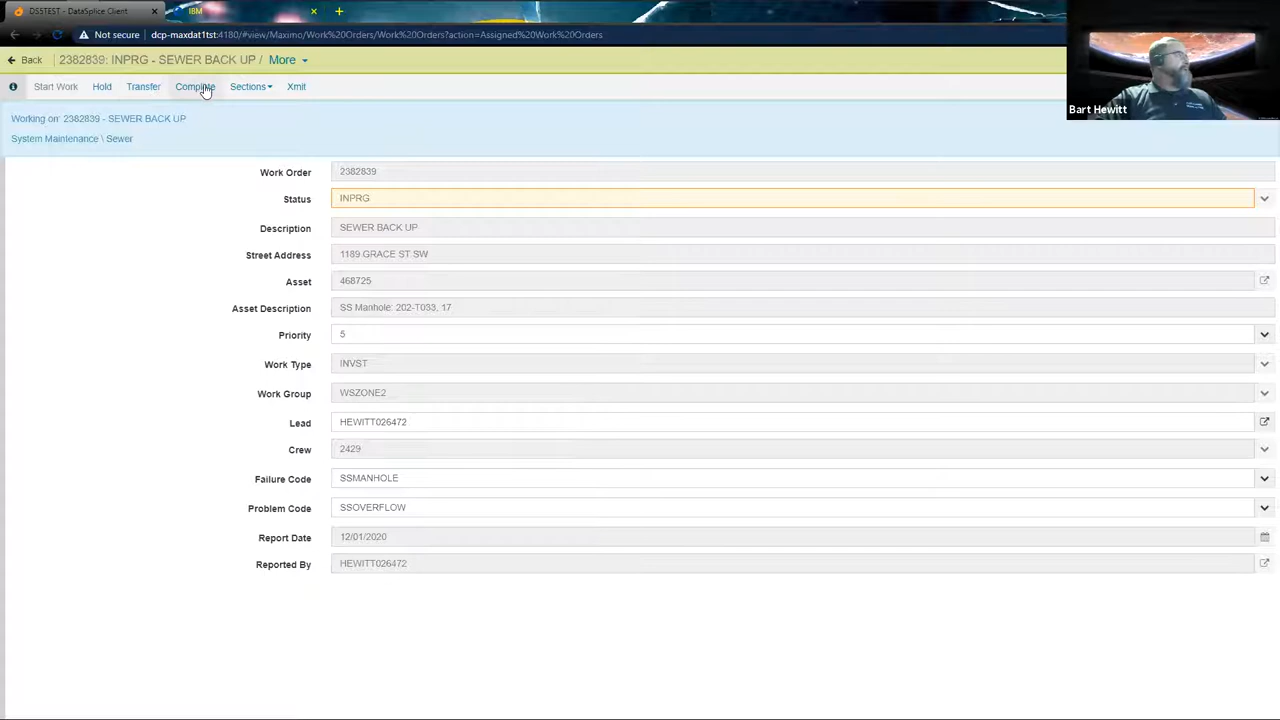 DSSTEST - DataSplice Client
IBM
Not secure
dcp-maxdat1tst:4180/#view/Maximo/Work%20Orders/Work%20Orders?action=Assigned%20Work%20Orders
Back 2382839: INPRG - SEWER BACK UP / More
Start Work Hold Transfer Complete Sections Xmit
Bart Hewitt
Working on: 2382839 - SEWER BACK UP
System Maintenance \ Sewer
Work Order 2382839
Status INPRG
Description SEWER BACK UP
Street Address 1189 GRACE ST SW
Asset 468725
Asset Description SS Manhole: 202-T033, 17
Priority 5
Work Type INVST
Work Group WSZONE2
Lead HEWITT026472
Crew 2429
Failure Code SSMANHOLE
Problem Code SSOVERFLOW
Report Date 12/01/2020
Reported By HEWITT026472